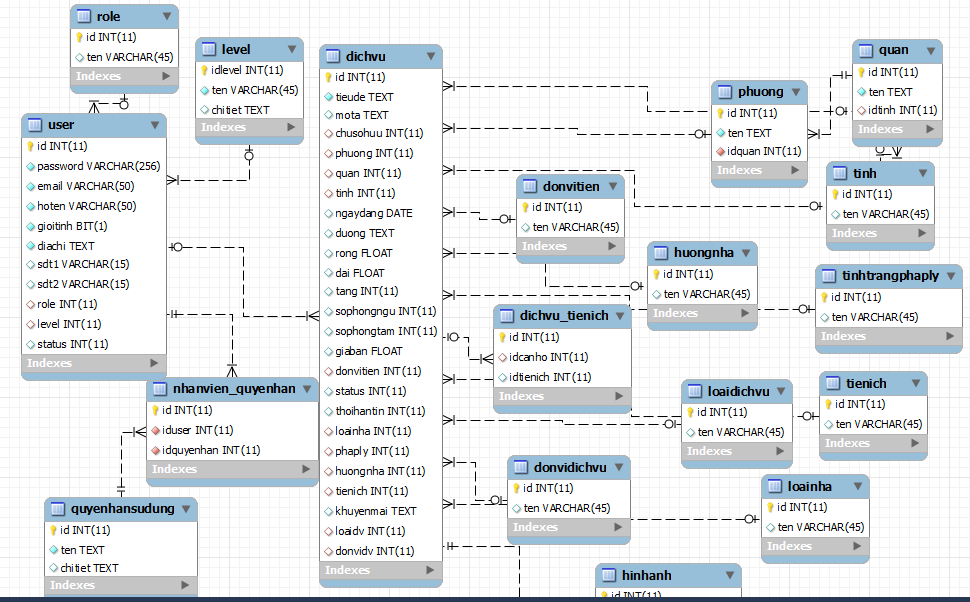 role
id INT(11)
ten VARCHAR(45)
Indexes
level
idlevel INT(11)
ten VARCHAR(45)
chitiet TEXT
Indexes
user
id INT(11)
password VARCHAR(256)
email VARCHAR(50)
hoten VARCHAR(50)
gioitinh BIT(1)
diachi TEXT
sdt1 VARCHAR(15)
sdt2 VARCHAR(15)
role INT(11)
level INT(11)
status INT(11)
Indexes
nhanvien_quyenhan
id INT(11)
iduser INT(11)
idquyenhan INT(11)
Indexes
quyenhansudung
id INT(11)
ten TEXT
chitiet TEXT
Indexes
dichvu
id INT(11)
tieude TEXT
mota TEXT
chusohuu INT(11)
phuong INT(11)
quan INT(11)
tinh INT(11)
ngaydang DATE
duong TEXT
rong FLOAT
dai FLOAT
tang INT(11)
sophongngu INT(11)
sophongtam INT(11)
giaban FLOAT
donvitien INT(11)
status INT(11)
thoihantin INT(11)
loainha INT(11)
phaply INT(11)
huongnha INT(11)
tienich INT(11)
khuyenmai TEXT
loaidv INT(11)
donvidv INT(11)
Indexes
quan
id INT(11)
ten TEXT
idtinh INT(11)
Indexes
phuong
id INT(11)
ten TEXT
idquan INT(11)
Indexes
tinh
id INT(11)
ten VARCHAR(45)
Indexes
donvitien
id INT(11)
ten VARCHAR(45)
Indexes
huongnha
id INT(11)
ten VARCHAR(45)
Indexes
tinhtrangphaply
id INT(11)
ten VARCHAR(45)
Indexes
dichvu_tienich
id INT(11)
idcanho INT(11)
idtienich INT(11)
Indexes
loaidichvu
id INT(11)
ten VARCHAR(45)
Indexes
tienich
id INT(11)
ten VARCHAR(45)
Indexes
donvidichvu
id INT(11)
ten VARCHAR(45)
Indexes
loainha
id INT(11)
ten VARCHAR(45)
Indexes
hinhanh
id INT(11)